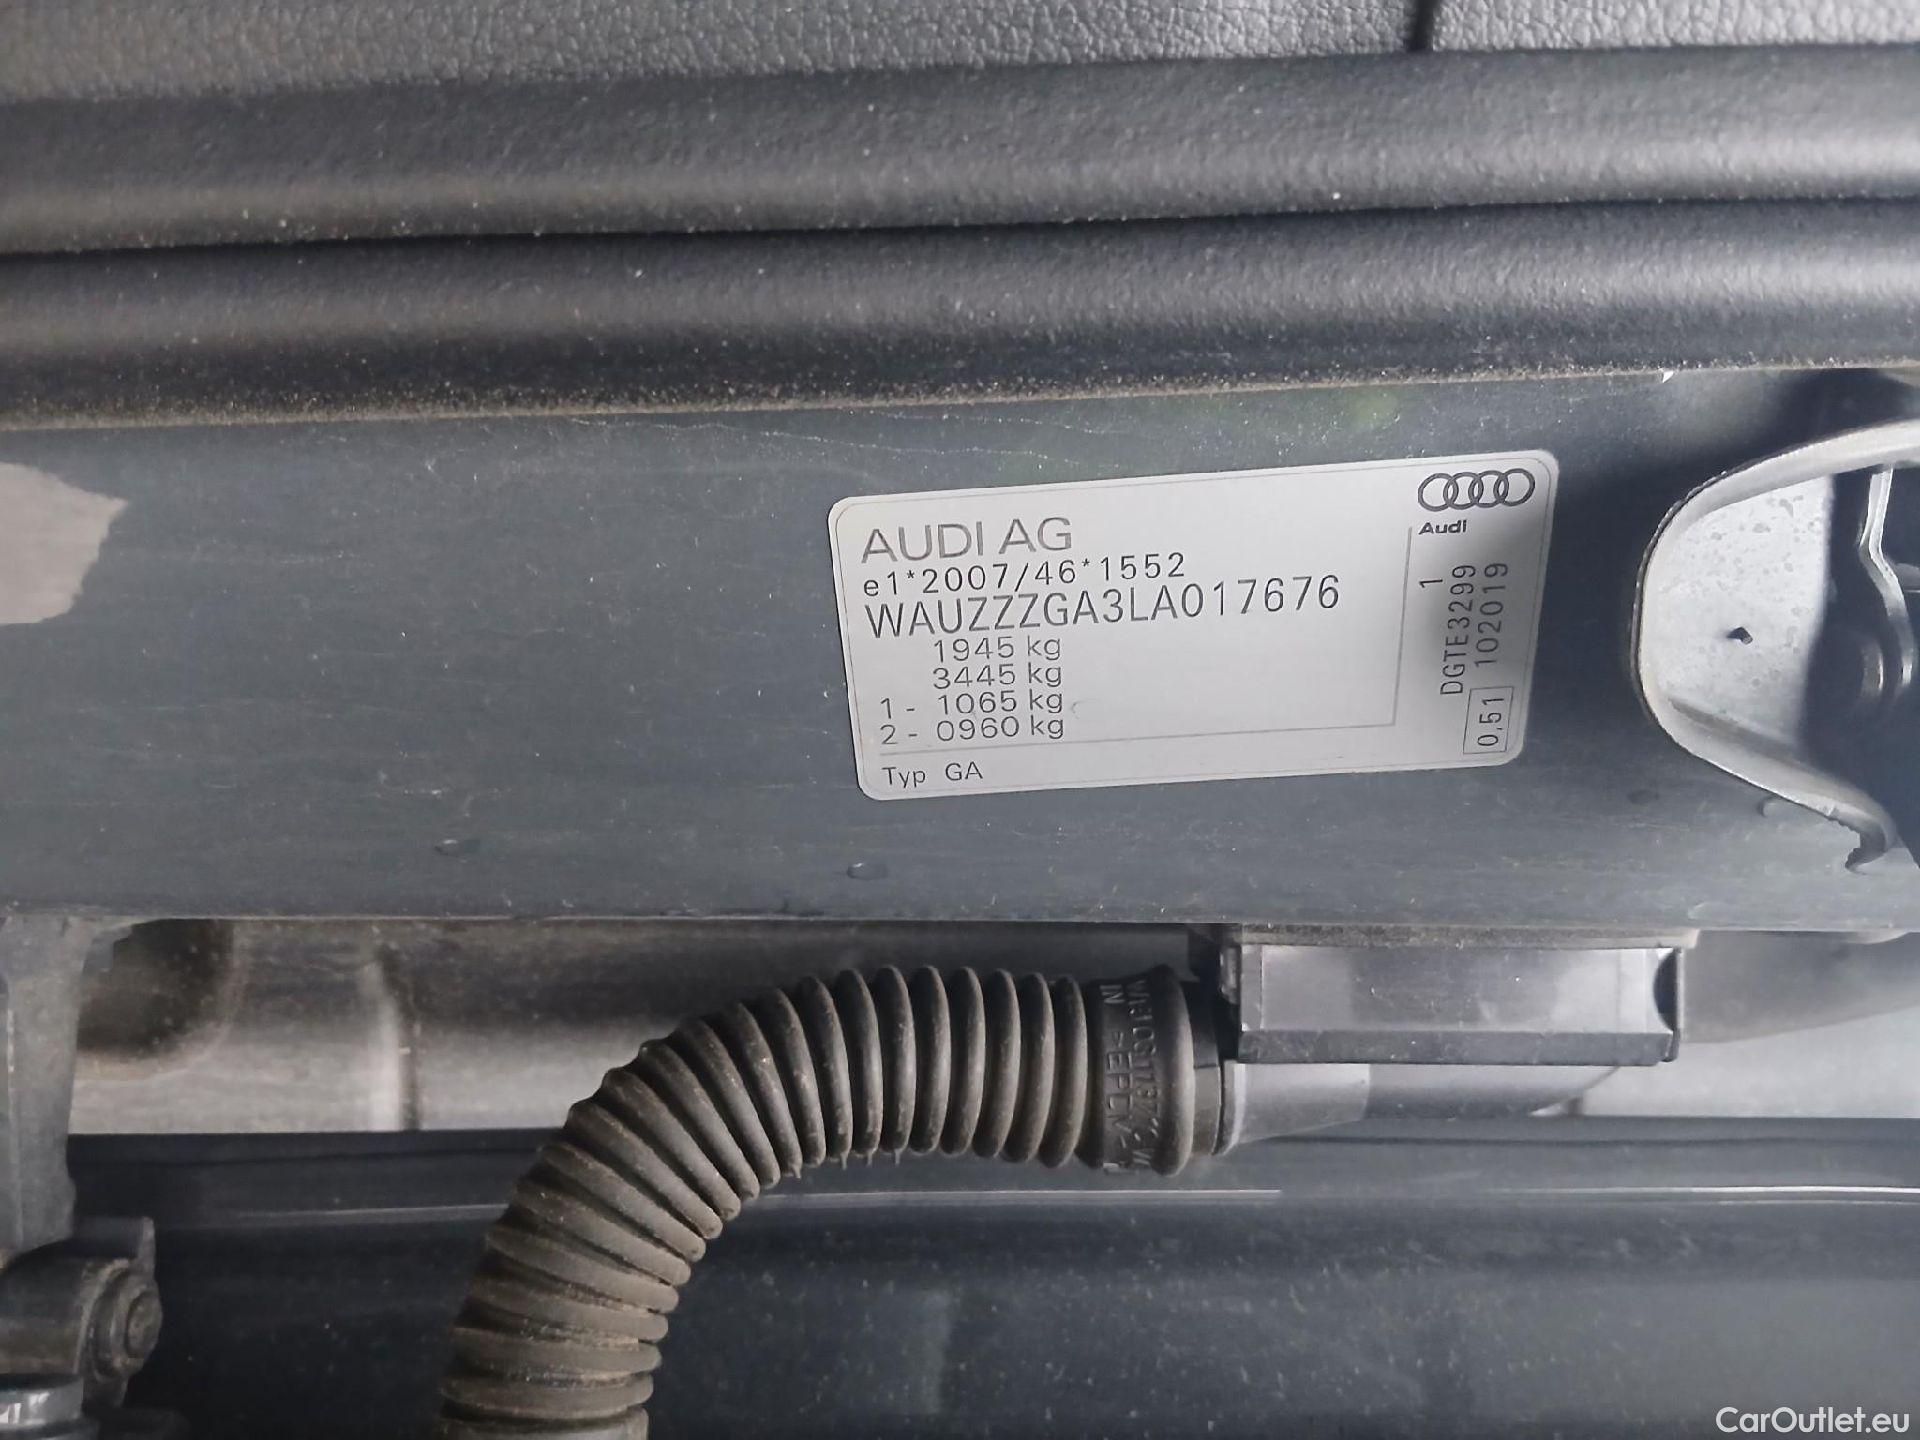 AUDI AG
e1*2007/46*1552
WAUZZZGA3LA017676
1945 kg
3445 kg
1 - 1065 kg
2 - 0960 kg
Typ GA
Audi
1
DGTE3299
0,51 102019
CarOutlet.eu